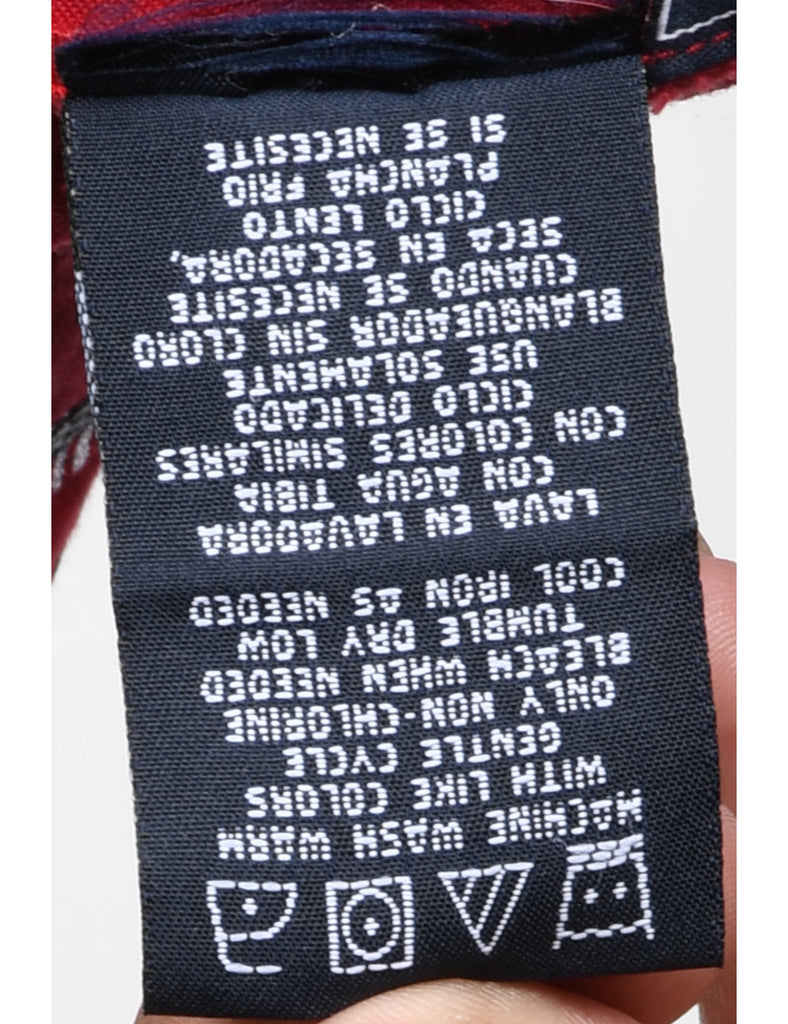 MACHINE WASH WARM
WITH LIKE COLORS
GENTLE CYCLE
ONLY NON-CHLORINE
BLEACH WHEN NEEDED
TUMBLE DRY LOW
COOL IRON AS NEEDED
LAVA EN LAVADORA
CON AGUA TIBIA
CON COLORES SIMILARES
CICLO DELICADO
USE SOLAMENTE
BLANQUEADOR SIN CLORO
CUANDO SE NECESITE
SECA EN SECADORA,
CICLO LENTO
PLANCHA FRIO
SI SE NECESITE